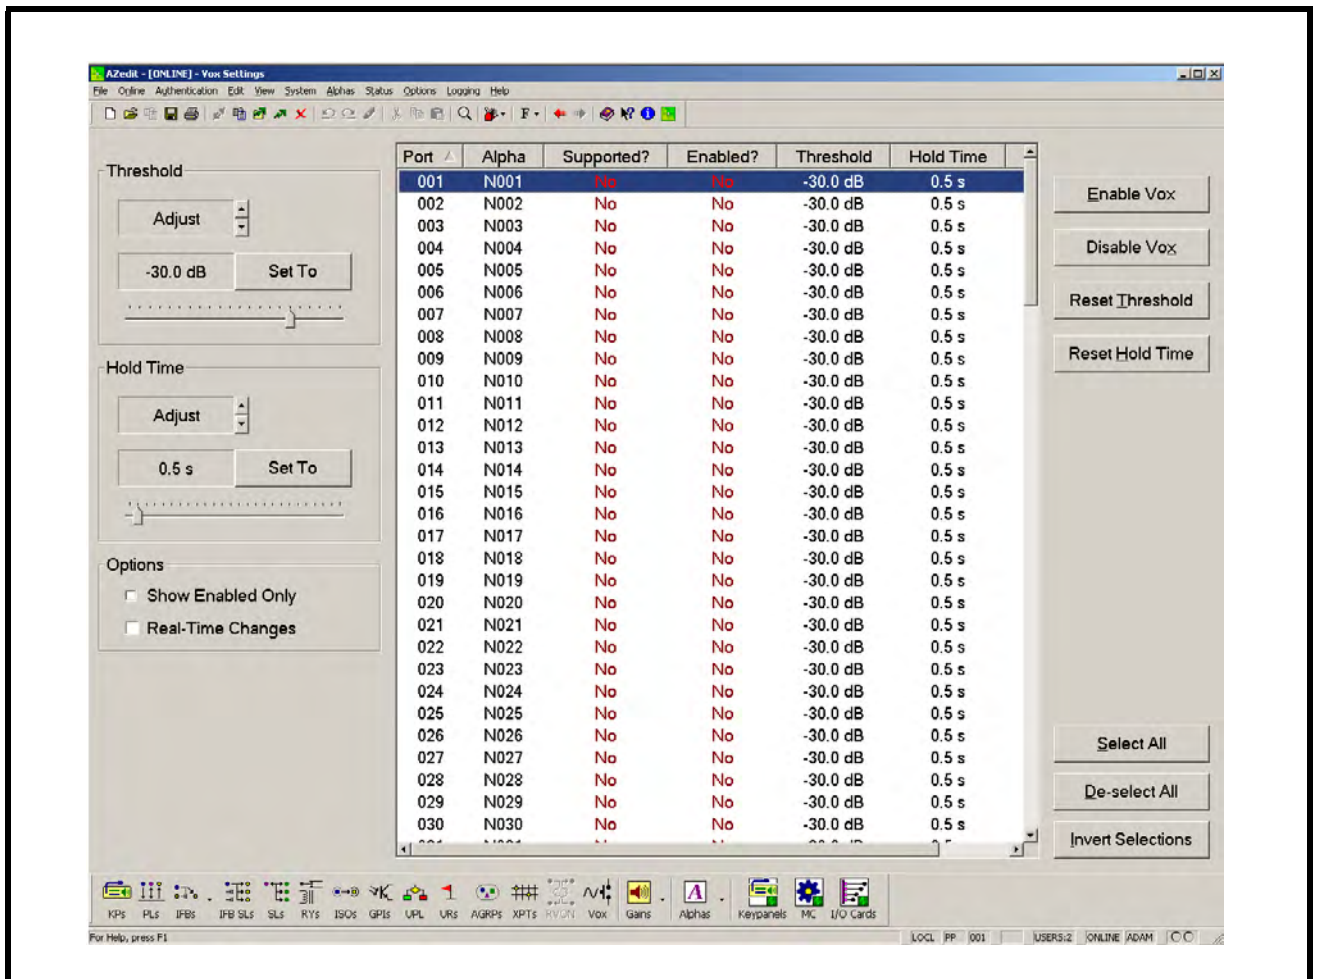 AZedit - [ONLINE] - Vox Settings
File Online Authentication Edit View System Alphas Status Options Logging Help
Threshold
Adjust
-30.0 dB Set To
Hold Time
Adjust
0.5 s Set To
Options
Show Enabled Only
Real-Time Changes
Port Alpha Supported? Enabled? Threshold Hold Time
001 N001 No No -30.0 dB 0.5 s
002 N002 No No -30.0 dB 0.5 s
003 N003 No No -30.0 dB 0.5 s
004 N004 No No -30.0 dB 0.5 s
005 N005 No No -30.0 dB 0.5 s
006 N006 No No -30.0 dB 0.5 s
007 N007 No No -30.0 dB 0.5 s
008 N008 No No -30.0 dB 0.5 s
009 N009 No No -30.0 dB 0.5 s
010 N010 No No -30.0 dB 0.5 s
011 N011 No No -30.0 dB 0.5 s
012 N012 No No -30.0 dB 0.5 s
013 N013 No No -30.0 dB 0.5 s
014 N014 No No -30.0 dB 0.5 s
015 N015 No No -30.0 dB 0.5 s
016 N016 No No -30.0 dB 0.5 s
017 N017 No No -30.0 dB 0.5 s
018 N018 No No -30.0 dB 0.5 s
019 N019 No No -30.0 dB 0.5 s
020 N020 No No -30.0 dB 0.5 s
021 N021 No No -30.0 dB 0.5 s
022 N022 No No -30.0 dB 0.5 s
023 N023 No No -30.0 dB 0.5 s
024 N024 No No -30.0 dB 0.5 s
025 N025 No No -30.0 dB 0.5 s
026 N026 No No -30.0 dB 0.5 s
027 N027 No No -30.0 dB 0.5 s
028 N028 No No -30.0 dB 0.5 s
029 N029 No No -30.0 dB 0.5 s
030 N030 No No -30.0 dB 0.5 s
Enable Vox
Disable Vox
Reset Threshold
Reset Hold Time
Select All
De-select All
Invert Selections
KPs PLs IFBs IFB SLs SLs RYs ISOs GPIs UPL URs AGRPs XPTs RVON Vox Gains Alphas Keypanels MC I/O Cards
For Help, press F1 LOCL PP 001 USERS:2 ONLINE ADAM